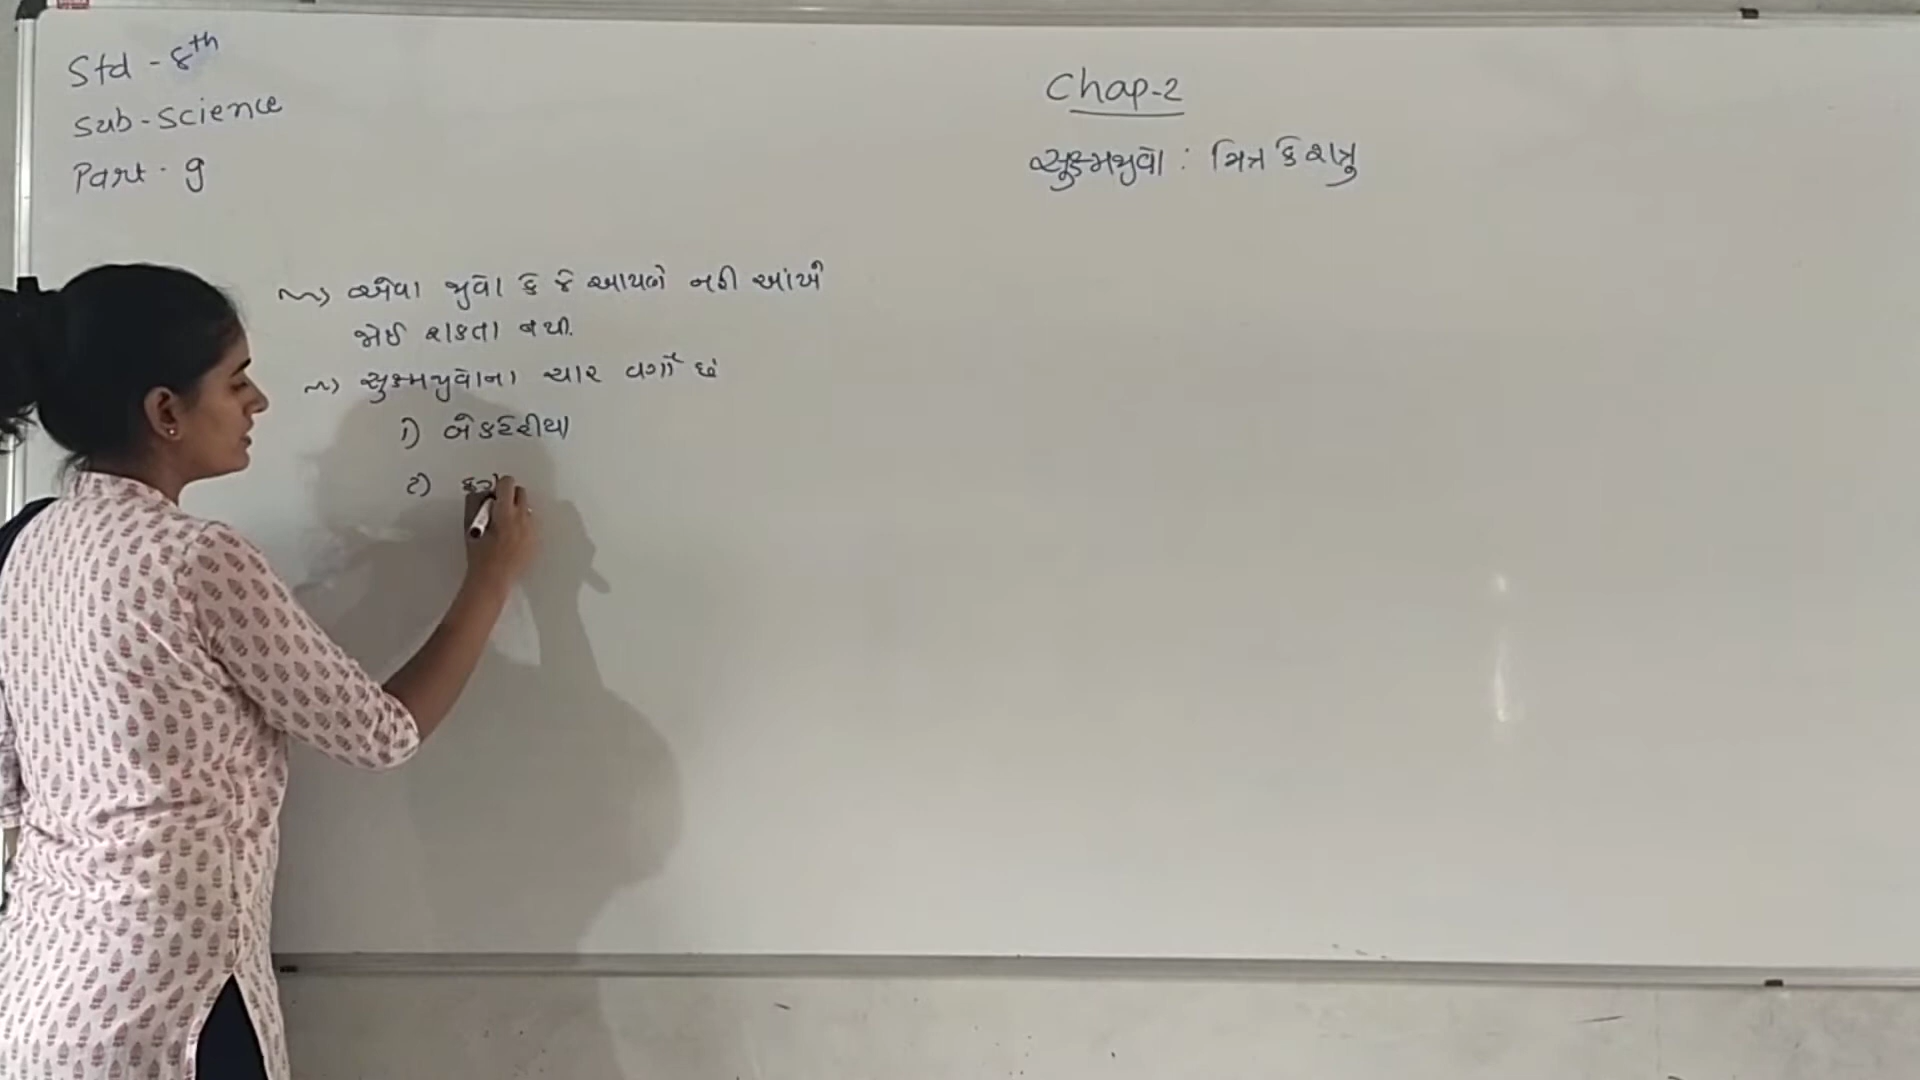 Std - 8th
Sub - Science
Part - 9
Chap-2
સૂક્ષ્મજીવો : મિત્ર કે શત્રુ
એવા જીવો કે જે આપણે નરી આંખે
જોઈ શકતા નથી.
સુક્ષ્મજીવોના ચાર વર્ગો છે
1) બેક્ટેરીયા
2)